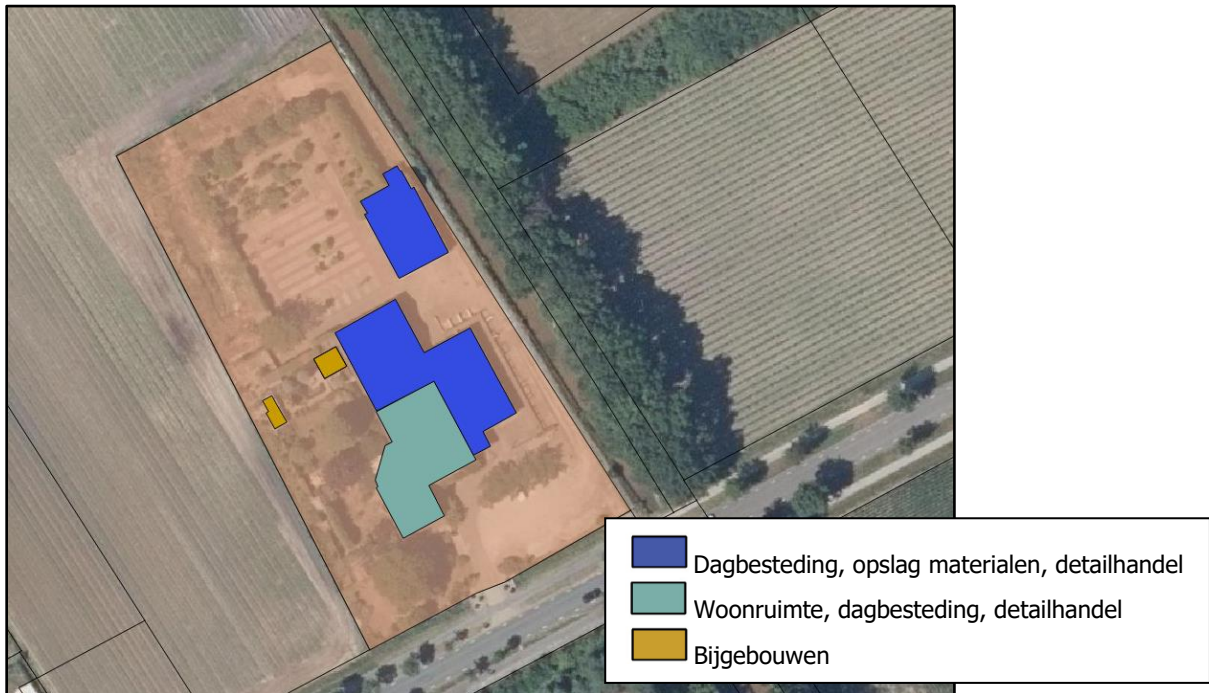 Dagbesteding, opslag materialen, detailhandel
Woonruimte, dagbesteding, detailhandel
Bijgebouwen